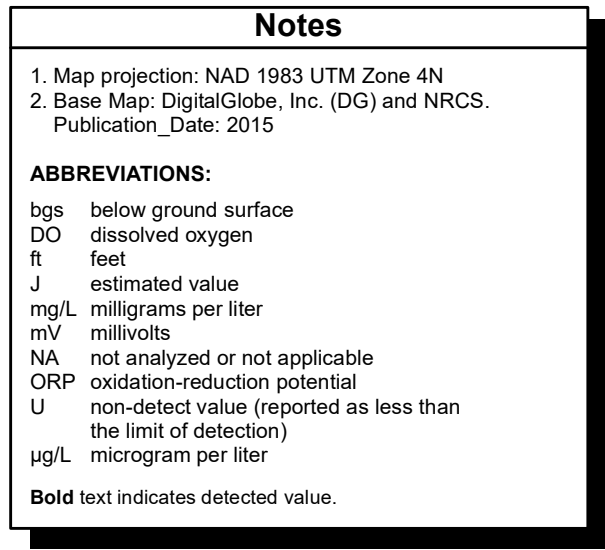 Notes
1. Map projection: NAD 1983 UTM Zone 4N
2. Base Map: DigitalGlobe, Inc. (DG) and NRCS.
Publication_Date: 2015
ABBREVIATIONS:
bgs below ground surface
DO dissolved oxygen
ft feet
J estimated value
mg/L milligrams per liter
mV millivolts
NA not analyzed or not applicable
ORP oxidation-reduction potential
U non-detect value (reported as less than
the limit of detection)
µg/L microgram per liter
Bold text indicates detected value.